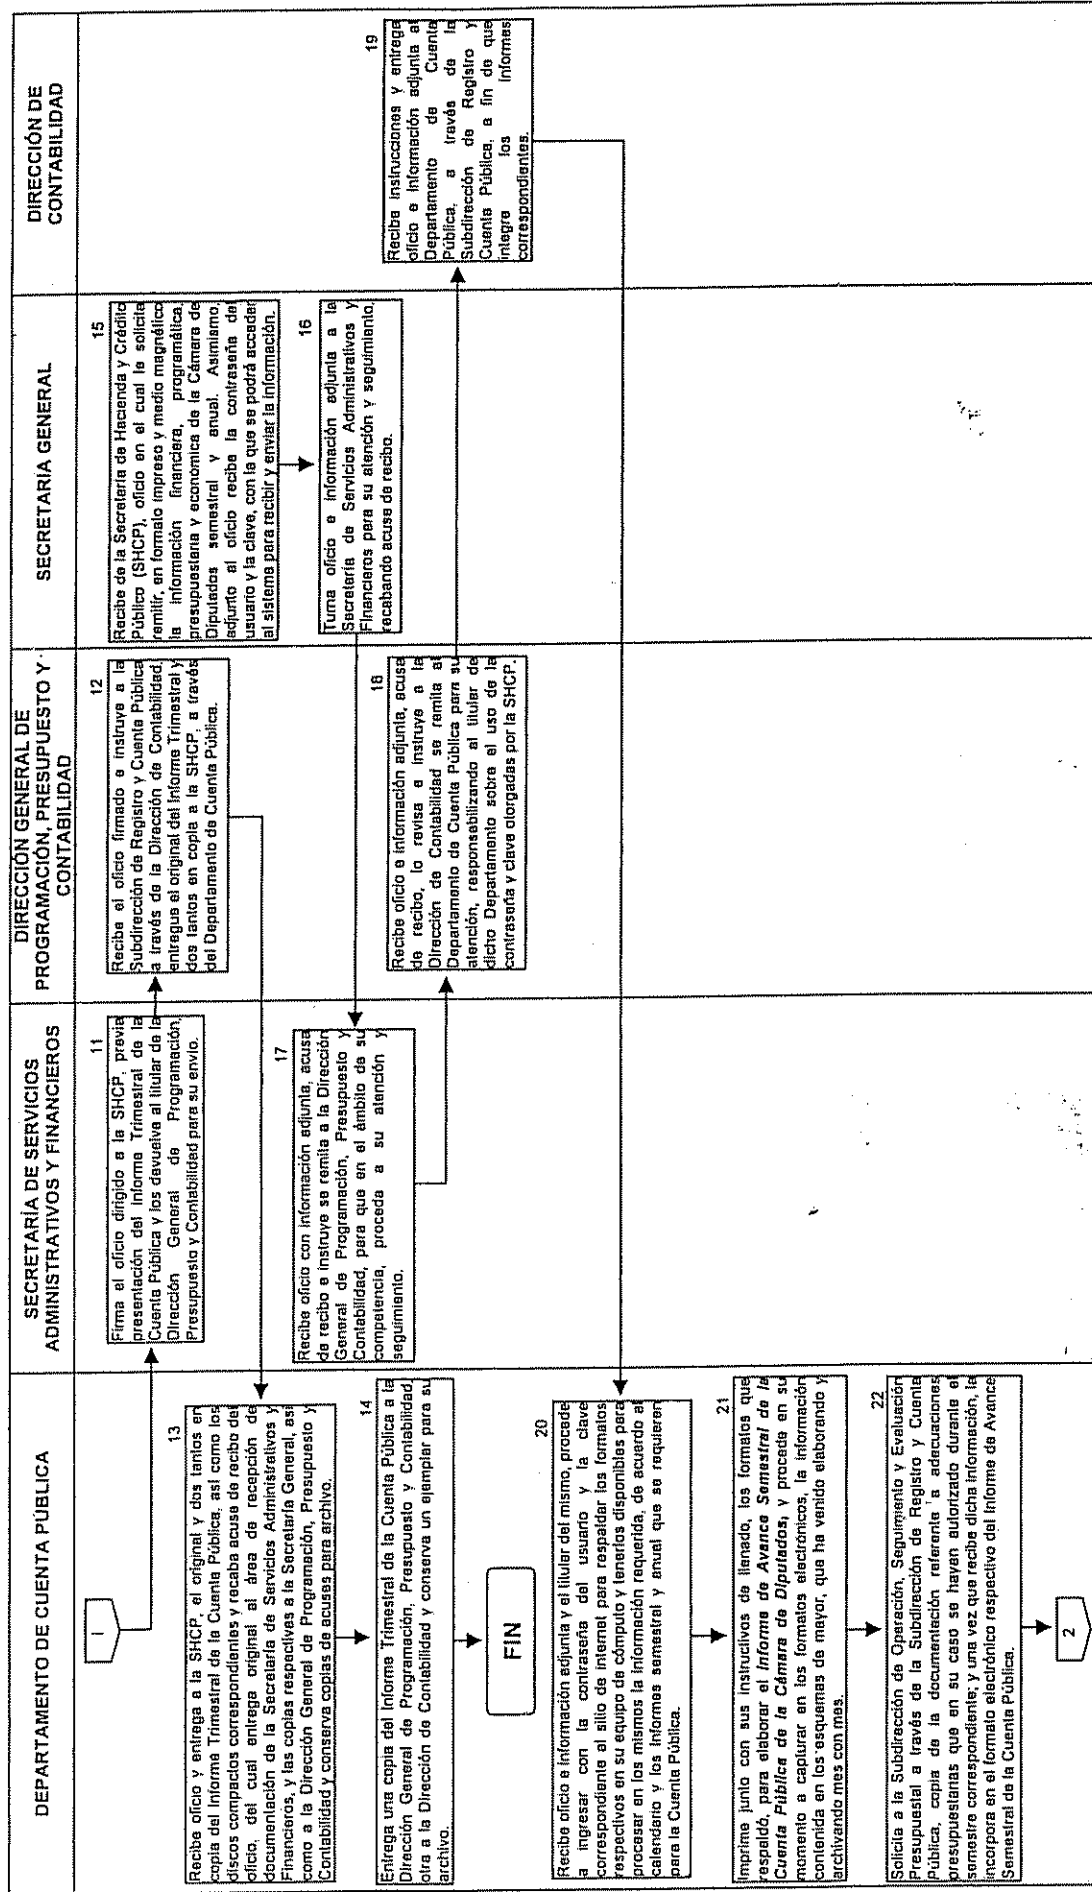 DEPARTAMENTO DE CUENTA PÚBLICA
SECRETARÍA DE SERVICIOS
ADMINISTRATIVOS Y FINANCIEROS
DIRECCIÓN GENERAL DE
PROGRAMACIÓN, PRESUPUESTO Y
CONTABILIDAD
SECRETARÍA GENERAL
DIRECCIÓN DE
CONTABILIDAD
1
11
Firma el oficio dirigido a la SHCP, previa
presentación del Informe Trimestral de la
Cuenta Pública y los devuelve al titular de la
Dirección General de Programación,
Presupuesto y Contabilidad para su envío.
12
Recibe el oficio firmado e instruye a la
Subdirección de Registro y Cuenta Pública
a través de la Dirección de Contabilidad,
entregue el original del Informe Trimestral y
dos tantos en copia a la SHCP, a través
del Departamento de Cuenta Pública.
13
Recibe oficio y entrega a la SHCP, el original y dos tantos en
copia del Informe Trimestral de la Cuenta Pública, así como los
discos compactos correspondientes y recaba acuse de recibo del
oficio, del cual entrega original al área de recepción de
documentación de la Secretaría de Servicios Administrativos y
Financieros, y las copias respectivas a la Secretaría General, así
como a la Dirección General de Programación, Presupuesto y
Contabilidad y conserva copias de acuses para archivo.
14
Entrega una copia del Informe Trimestral de la Cuenta Pública a la
Dirección General de Programación, Presupuesto y Contabilidad,
otra a la Dirección de Contabilidad y conserva un ejemplar para su
archivo.
FIN
15
Recibe de la Secretaría de Hacienda y Crédito
Público (SHCP), oficio en el cual le solicita
remitir, en formato impreso y medio magnético
la información financiera, programática,
presupuestaria y económica de la Cámara de
Diputados semestral y anual. Asimismo,
adjunto al oficio recibe la contraseña del
usuario y la clave, con la que se podrá acceder
al sistema para recibir y enviar la información.
16
Turna oficio e información adjunta a la
Secretaría de Servicios Administrativos y
Financieros para su atención y seguimiento,
recabando acuse de recibo.
17
Recibe oficio con información adjunta, acusa
de recibo e instruye se remita a la Dirección
General de Programación, Presupuesto y
Contabilidad, para que en el ámbito de su
competencia, proceda a su atención y
seguimiento.
18
Recibe oficio e información adjunta, acusa
de recibo, lo revisa e instruye a la
Dirección de Contabilidad se remita al
Departamento de Cuenta Pública para su
atención, responsabilizando al titular de
dicho Departamento sobre el uso de la
contraseña y clave otorgadas por la SHCP.
19
Recibe instrucciones y entrega
oficio e información adjunta al
Departamento de Cuenta
Pública, a través de la
Subdirección de Registro y
Cuenta Pública, a fin de que
integre los informes
correspondientes.
20
Recibe oficio e información adjunta y el titular del mismo, procede
a ingresar con la contraseña del usuario y la clave
correspondiente al sitio de internet para respaldar los formatos
respectivos en su equipo de cómputo y tenerlos disponibles para
procesar en los mismos la información requerida, de acuerdo al
calendario y los informes semestral y anual que se requieren
para la Cuenta Pública.
21
Imprime junto con sus instructivos de llenado, los formatos que
respaldó, para elaborar el Informe de Avance Semestral de la
Cuenta Pública de la Cámara de Diputados, y procede en su
momento a capturar en los formatos electrónicos, la información
contenida en los esquemas de mayor, que ha venido elaborando y
archivando mes con mes.
22
Solicita a la Subdirección de Operación, Seguimiento y Evaluación
Presupuestal a través de la Subdirección de Registro y Cuenta
Pública, copia de la documentación referente a adecuaciones
presupuestarias que en su caso se hayan autorizado durante el
semestre correspondiente; y una vez que recibe dicha información, la
incorpora en el formato electrónico respectivo del Informe de Avance
Semestral de la Cuenta Pública.
2